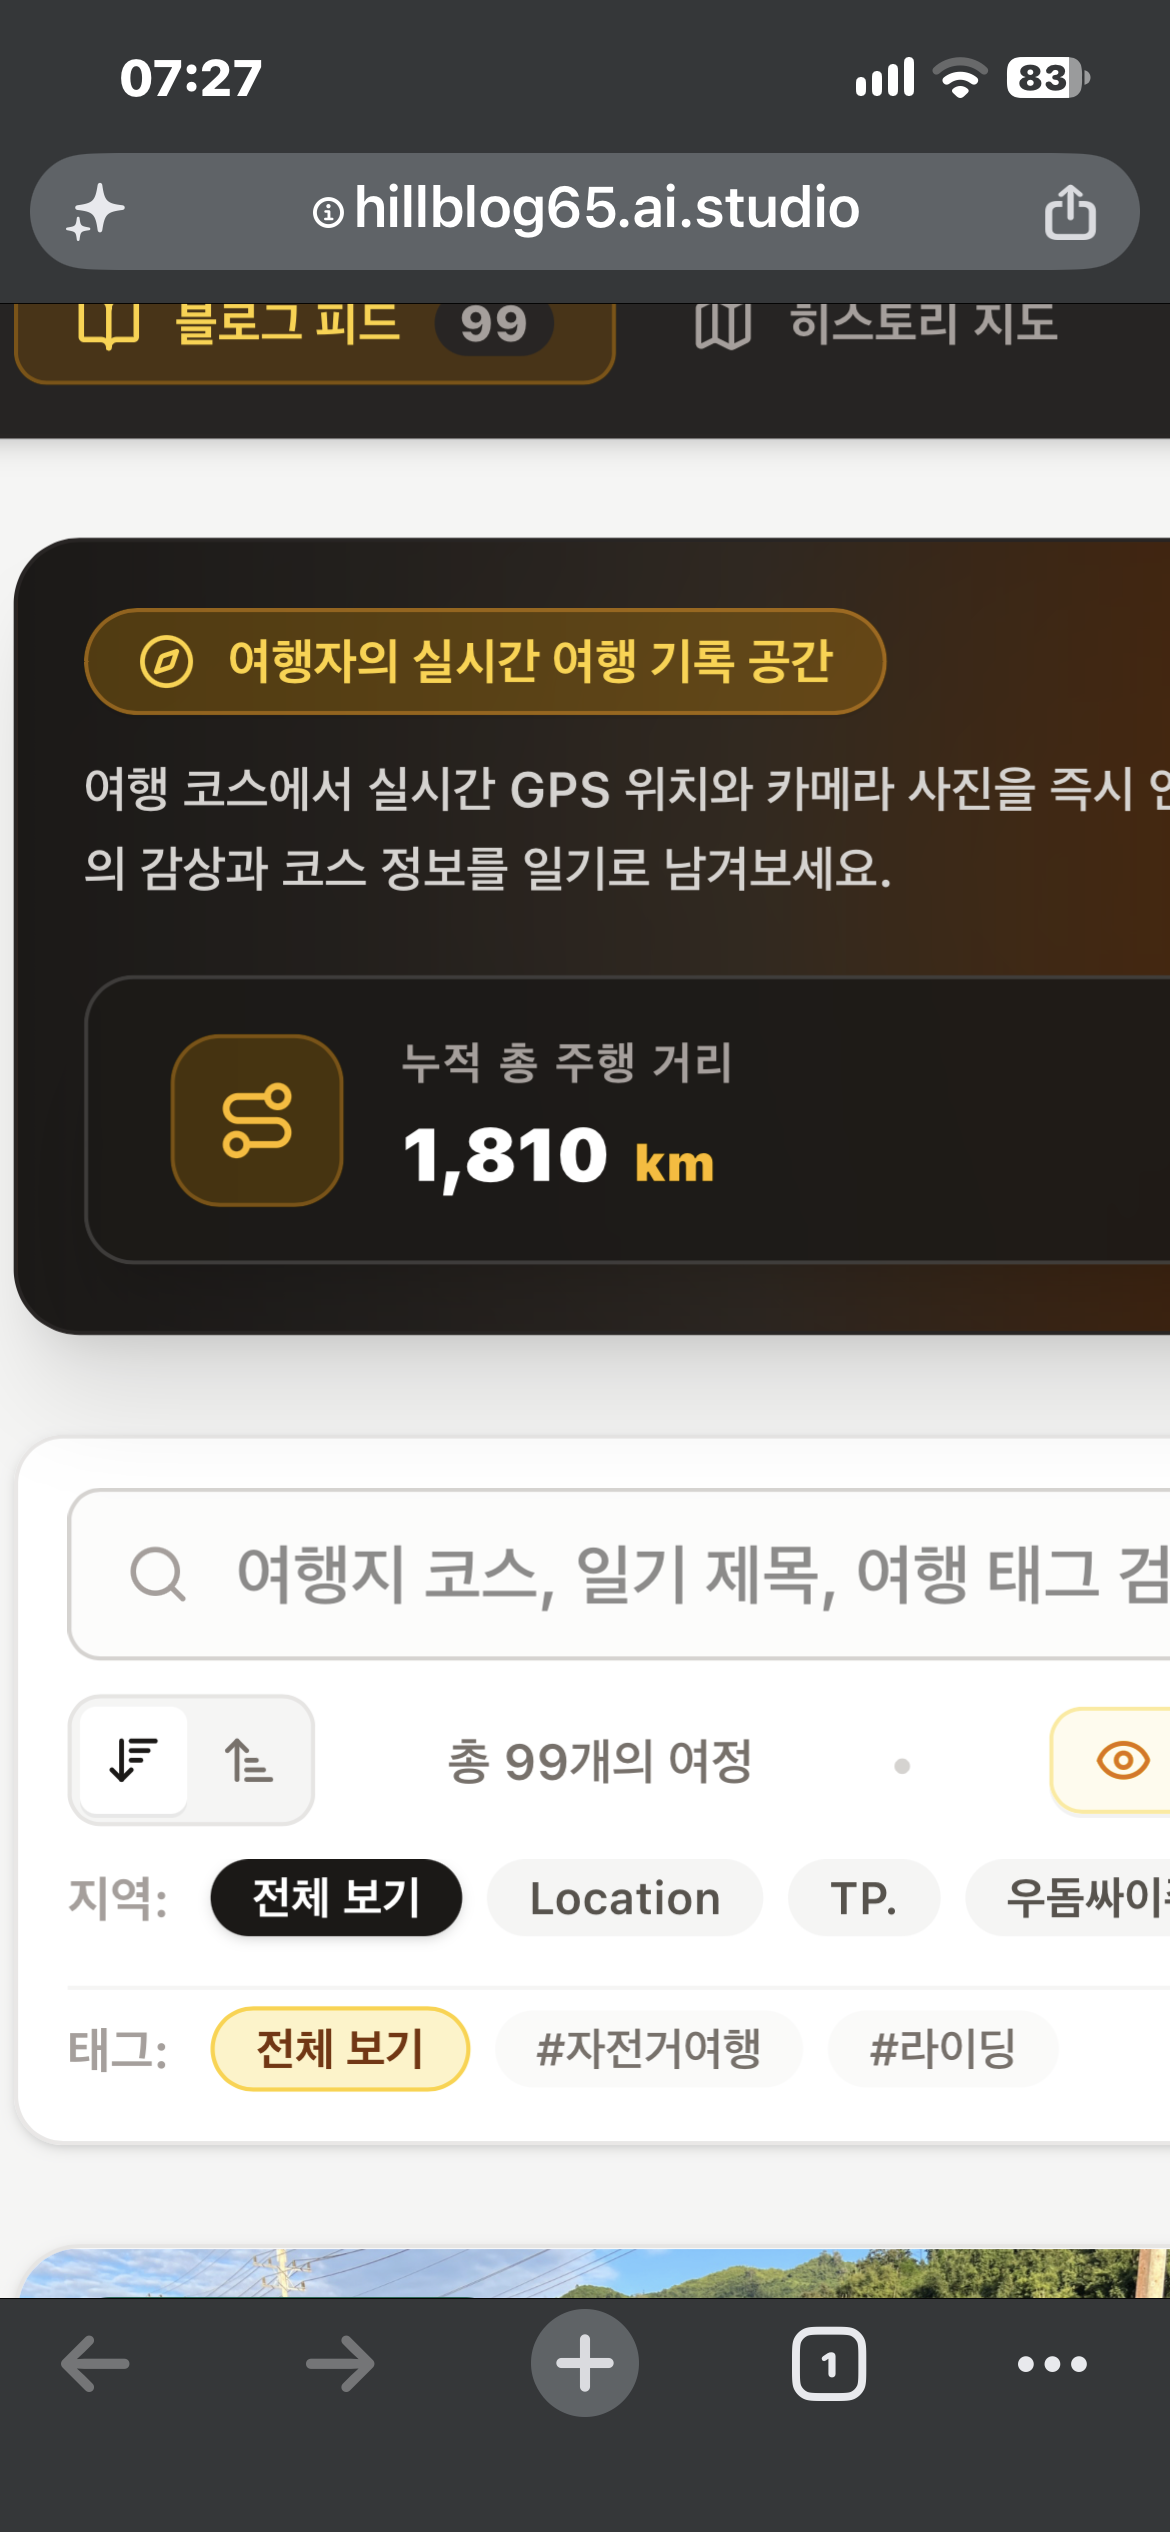 07:27
83
hillblog65.ai.studio
블로그 피드 99
히스토리 지도
여행자의 실시간 여행 기록 공간
여행 코스에서 실시간 GPS 위치와 카메라 사진을 즉시
의 감상과 코스 정보를 일기로 남겨보세요.
누적 총 주행 거리
1,810 km
여행지 코스, 일기 제목, 여행 태그 검
총 99개의 여정
지역: 전체 보기 Location TP. 우돔싸이
태그: 전체 보기 #자전거여행 #라이딩
1